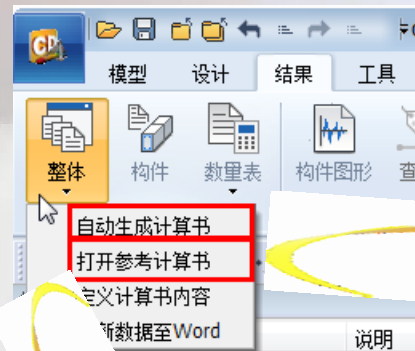 CDN
模型 设计 结果 工具
整体 构件 数量表 构件图形 查
自动生成计算书
打开参考计算书
定义计算书内容
新数据至Word
说明